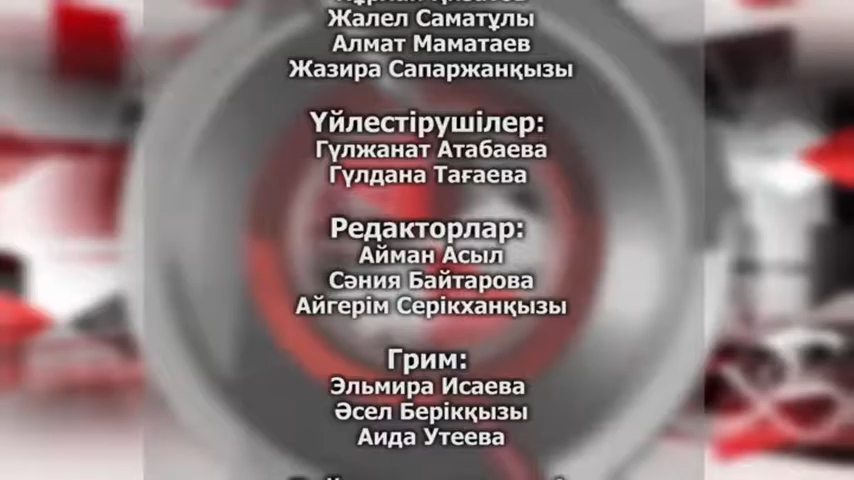 Жалел Саматұлы
Алмат Маматаев
Жазира Сапаржанқызы
Үйлестірушілер:
Гүлжанат Атабаева
Гүлдана Тағаева
Редакторлар:
Айман Асыл
Сәния Байтарова
Айгерім Серікханқызы
Грим:
Эльмира Исаева
Әсел Берікқызы
Аида Утеева